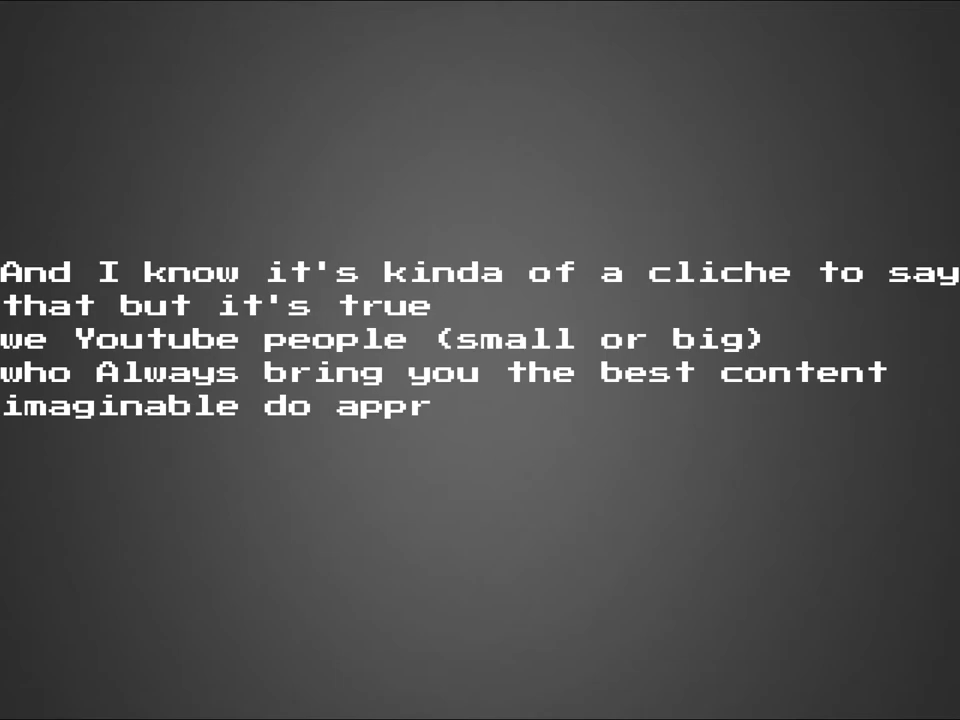 And I know it's kinda of a cliche to say
that but it's true
we Youtube people (small or big)
who Always bring you the best content
imaginable do appr